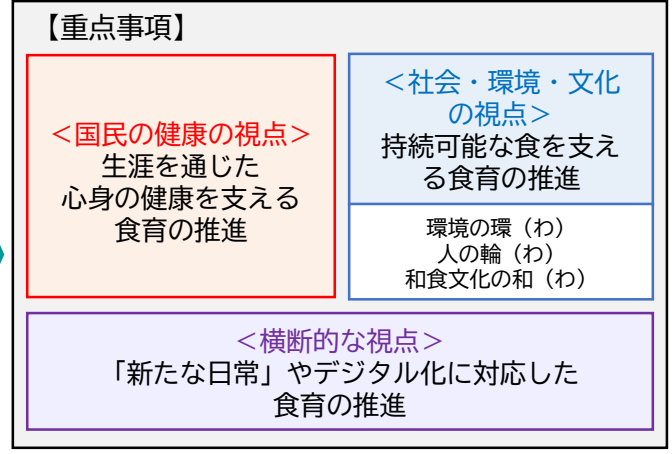 【重点事項】
＜国民の健康の視点＞
生涯を通じた
心身の健康を支える
食育の推進
＜社会・環境・文化
の視点＞
持続可能な食を支え
る食育の推進
環境の環（わ）
人の輪（わ）
和食文化の和（わ）
＜横断的な視点＞
「新たな日常」やデジタル化に対応した
食育の推進